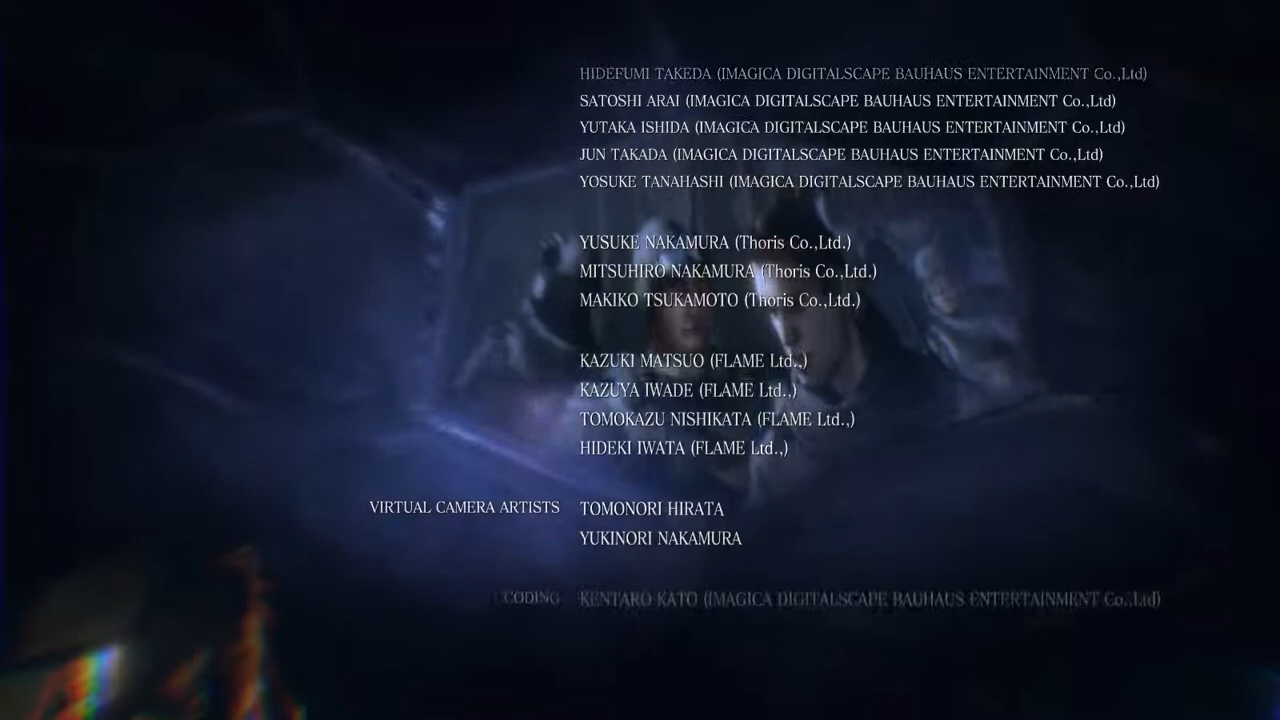 HIDEFUMI TAKEDA (IMAGICA DIGITALSCAPE BAUHAUS ENTERTAINMENT Co.,Ltd)
SATOSHI ARAI (IMAGICA DIGITALSCAPE BAUHAUS ENTERTAINMENT Co.,Ltd)
YUTAKA ISHIDA (IMAGICA DIGITALSCAPE BAUHAUS ENTERTAINMENT Co.,Ltd)
JUN TAKADA (IMAGICA DIGITALSCAPE BAUHAUS ENTERTAINMENT Co.,Ltd)
YOSUKE TANAHASHI (IMAGICA DIGITALSCAPE BAUHAUS ENTERTAINMENT Co.,Ltd)
YUSUKE NAKAMURA (Thoris Co.,Ltd.)
MITSUHIRO NAKAMURA (Thoris Co.,Ltd.)
MAKIKO TSUKAMOTO (Thoris Co.,Ltd.)
KAZUKI MATSUO (FLAME Ltd.,)
KAZUYA IWADE (FLAME Ltd.,)
TOMOKAZU NISHIKATA (FLAME Ltd.,)
HIDEKI IWATA (FLAME Ltd.,)
VIRTUAL CAMERA ARTISTS TOMONORI HIRATA
YUKINORI NAKAMURA
CODING KENTARO KATO (IMAGICA DIGITALSCAPE BAUHAUS ENTERTAINMENT Co.,Ltd)